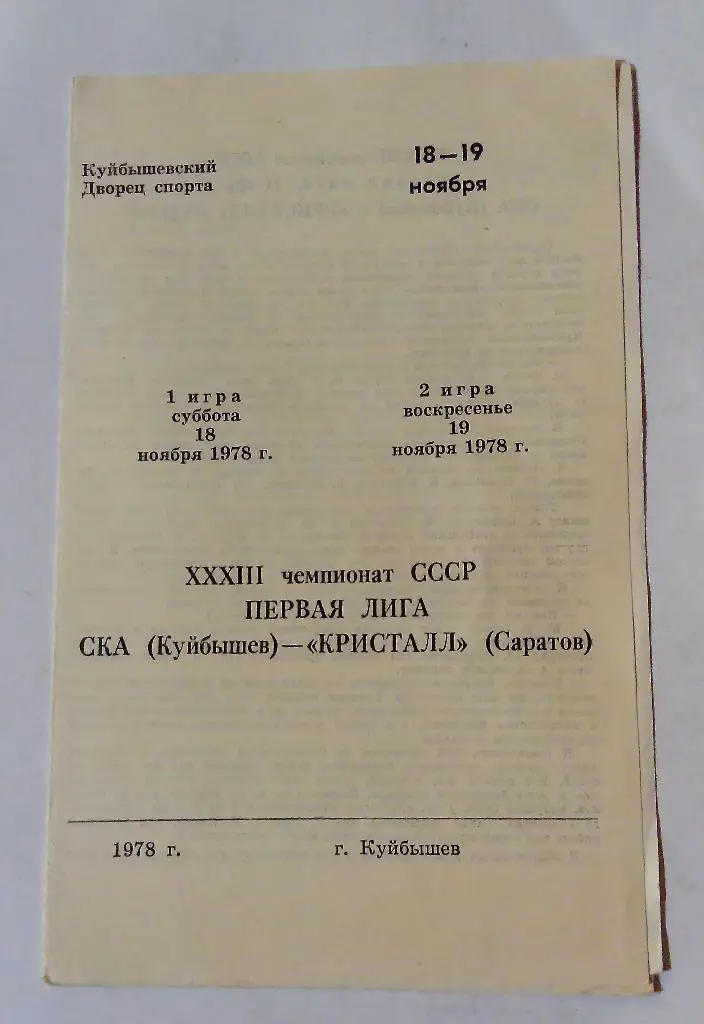 Куйбышевский
Дворец спорта
18—19
ноября
1 игра
суббота
18
ноября 1978 г.
2 игра
воскресенье
19
ноября 1978 г.
XXXIII чемпионат СССР
ПЕРВАЯ ЛИГА
СКА (Куйбышев)—«КРИСТАЛЛ» (Саратов)
1978 г.
г. Куйбышев